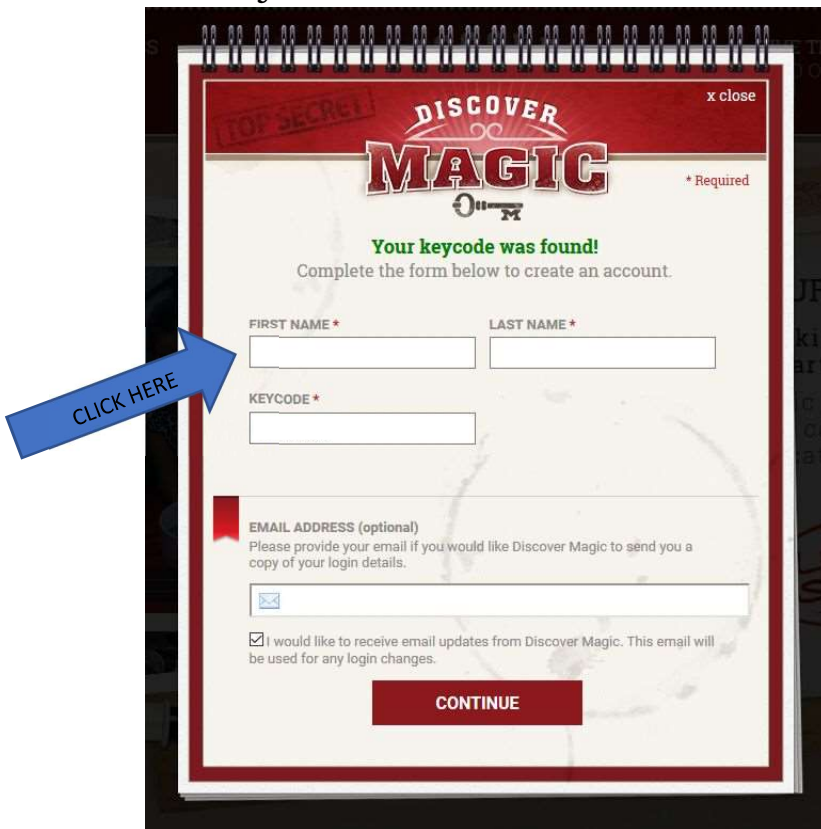 x close
TOP SECRET
DISCOVER
MAGIC
* Required
M
Your keycode was found!
Complete the form below to create an account.
FIRST NAME * LAST NAME *
CLICK HERE
KEYCODE *
EMAIL ADDRESS (optional)
Please provide your email if you would like Discover Magic to send you a
copy of your login details.
I would like to receive email updates from Discover Magic. This email will
be used for any login changes.
CONTINUE